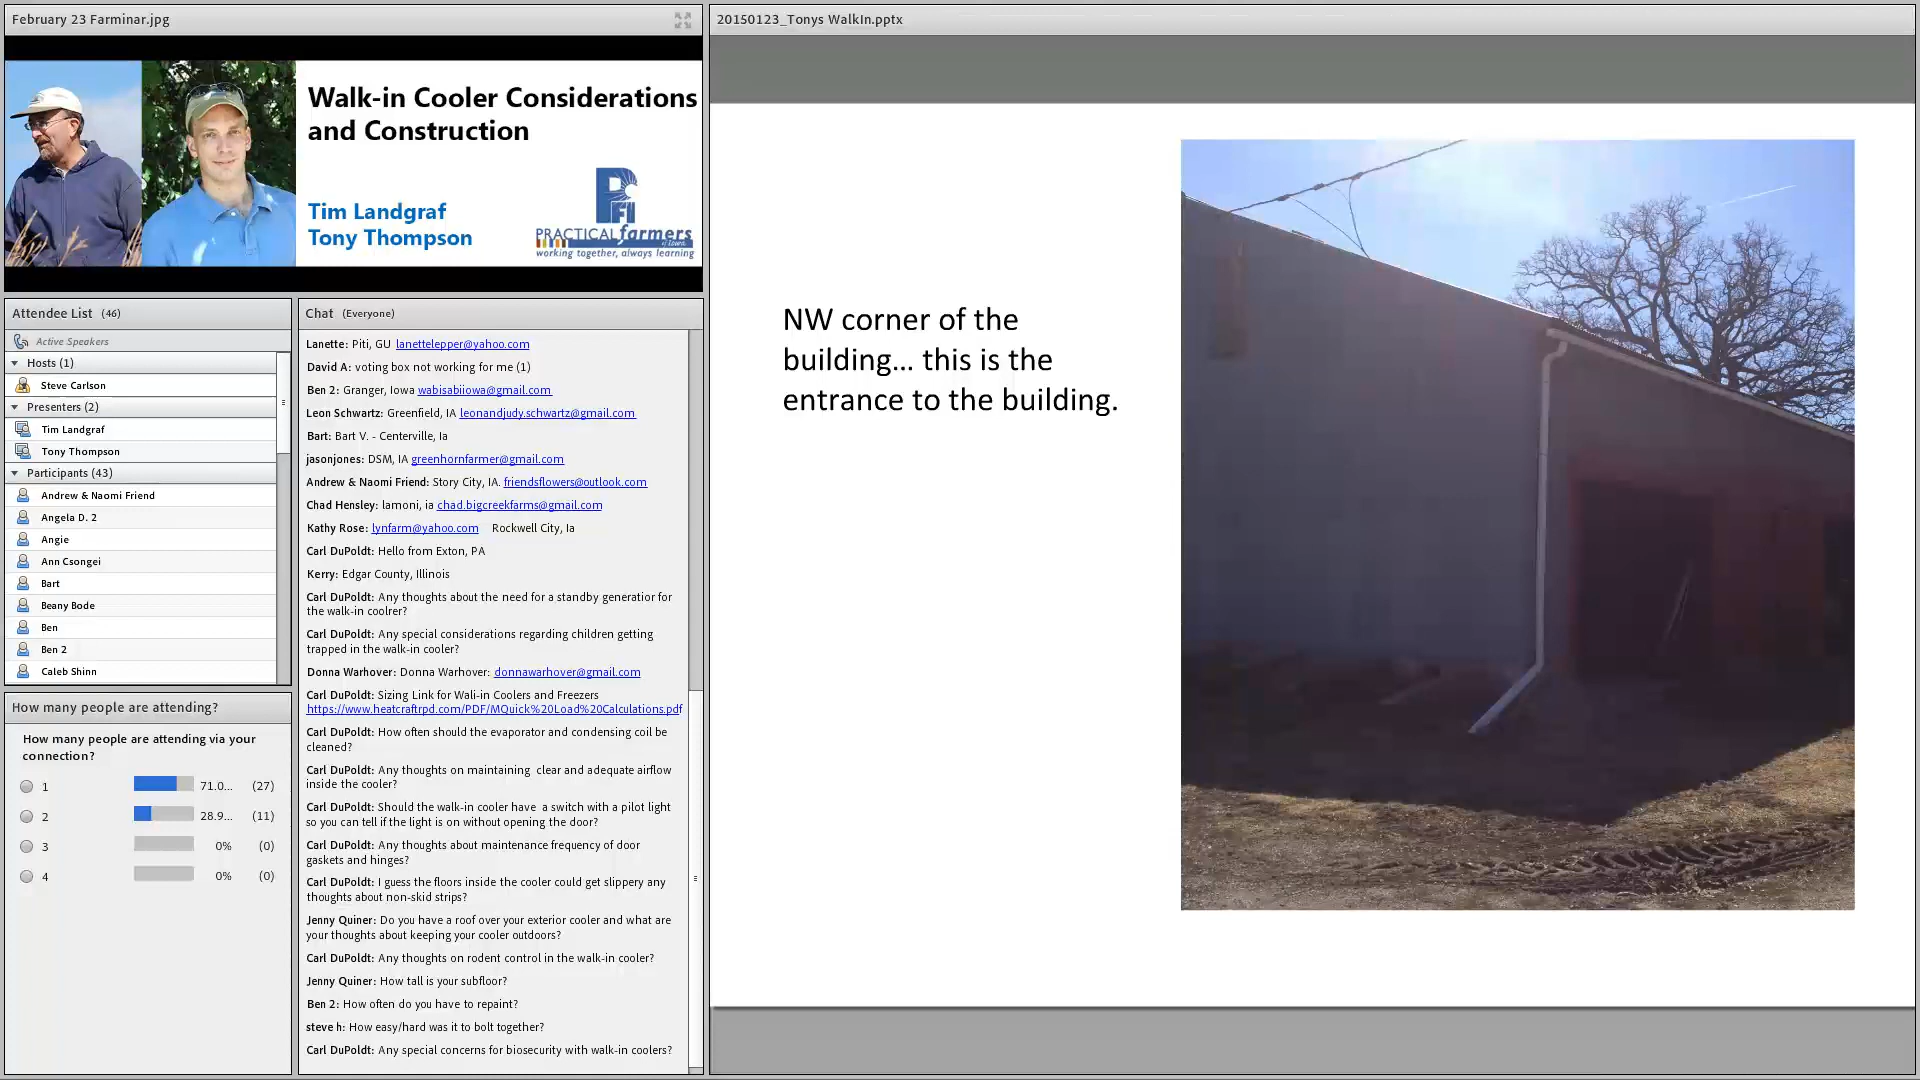 February 23 Farminar.jpg
Walk-in Cooler Considerations
and Construction
Tim Landgraf
Tony Thompson
PFI
PRACTICAL farmers
of Iowa
working together, always learning
Attendee List (46)
Active Speakers
Hosts (1)
Steve Carlson
Presenters (2)
Tim Landgraf
Tony Thompson
Participants (43)
Andrew & Naomi Friend
Angela D. 2
Angie
Ann Csongei
Bart
Beany Bode
Ben
Ben 2
Caleb Shinn
How many people are attending?
How many people are attending via your
connection?
1 71.0... (27)
2 28.9... (11)
3 0% (0)
4 0% (0)
Chat (Everyone)
Lanette: Piti, GU lanettelepper@yahoo.com
David A: voting box not working for me (1)
Ben 2: Granger, Iowa wabisabiiowa@gmail.com
Leon Schwartz: Greenfield, IA leonandjudy.schwartz@gmail.com
Bart: Bart V. - Centerville, Ia
jasonjones: DSM, IA greenhornfarmer@gmail.com
Andrew & Naomi Friend: Story City, IA. friendsflowers@outlook.com
Chad Hensley: lamoni, ia chad.bigcreekfarms@gmail.com
Kathy Rose: lynfarm@yahoo.com Rockwell City, Ia
Carl DuPoldt: Hello from Exton, PA
Kerry: Edgar County, Illinois
Carl DuPoldt: Any thoughts about the need for a standby generatior for
the walk-in coolrer?
Carl DuPoldt: Any special considerations regarding children getting
trapped in the walk-in cooler?
Donna Warhover: Donna Warhover: donnawarhover@gmail.com
Carl DuPoldt: Sizing Link for Wali-in Coolers and Freezers
https://www.heatcraftrpd.com/PDF/MQuick%20Load%20Calculations.pdf
Carl DuPoldt: How often should the evaporator and condensing coil be
cleaned?
Carl DuPoldt: Any thoughts on maintaining clear and adequate airflow
inside the cooler?
Carl DuPoldt: Should the walk-in cooler have a switch with a pilot light
so you can tell if the light is on without opening the door?
Carl DuPoldt: Any thoughts about maintenance frequency of door
gaskets and hinges?
Carl DuPoldt: I guess the floors inside the cooler could get slippery any
thoughts about non-skid strips?
Jenny Quiner: Do you have a roof over your exterior cooler and what are
your thoughts about keeping your cooler outdoors?
Carl DuPoldt: Any thoughts on rodent control in the walk-in cooler?
Jenny Quiner: How tall is your subfloor?
Ben 2: How often do you have to repaint?
steve h: How easy/hard was it to bolt together?
Carl DuPoldt: Any special concerns for biosecurity with walk-in coolers?
20150123_Tonys WalkIn.pptx
NW corner of the
building... this is the
entrance to the building.